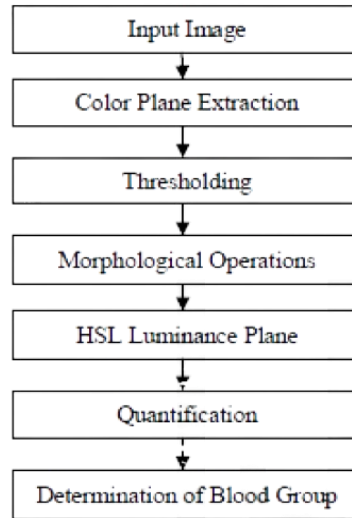 Input Image
Color Plane Extraction
Thresholding
Morphological Operations
HSL Luminance Plane
Quantification
Determination of Blood Group